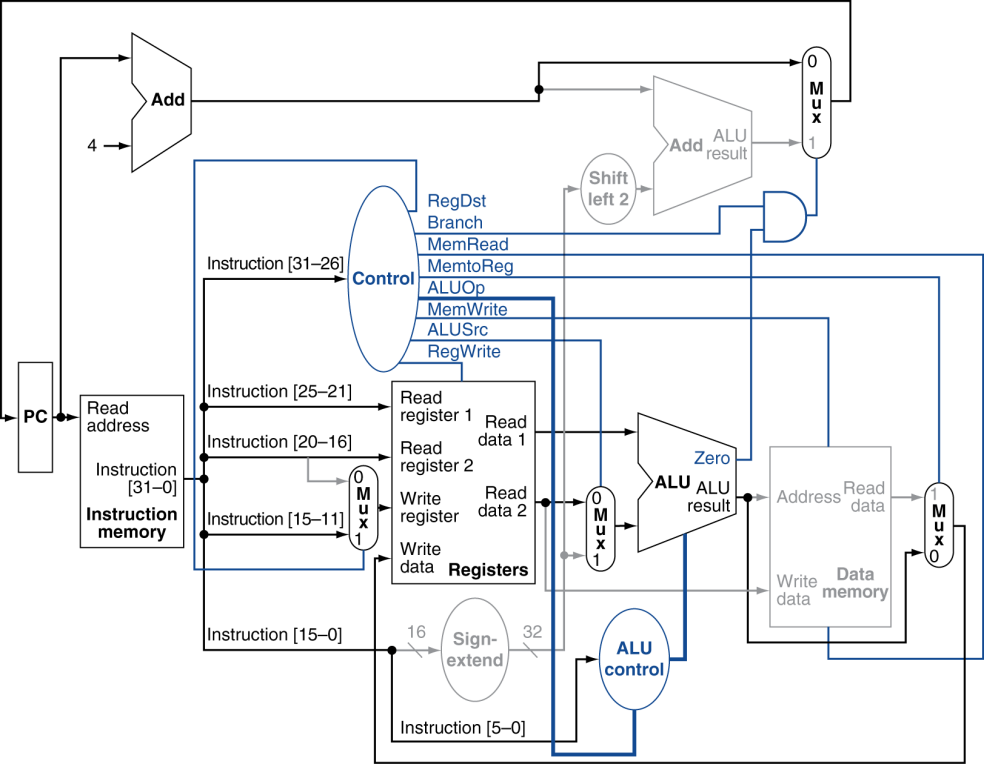 0
M
u
x
1
Add
4
Add
ALU
result
Shift
left 2
RegDst
Branch
MemRead
MemtoReg
ALUOp
MemWrite
ALUSrc
RegWrite
Instruction [31–26]
Control
PC
Read
address
Instruction
[31–0]
Instruction
memory
Instruction [25–21]
Instruction [20–16]
Instruction [15–11]
Instruction [15–0]
0
M
u
x
1
Read
register 1
Read
register 2
Write
register
Write
data
Read
data 1
Read
data 2
Registers
0
M
u
x
1
Zero
ALU
ALU
result
Address
Read
data
Write
data
Data
memory
1
M
u
x
0
16
Sign-
extend
32
ALU
control
Instruction [5–0]